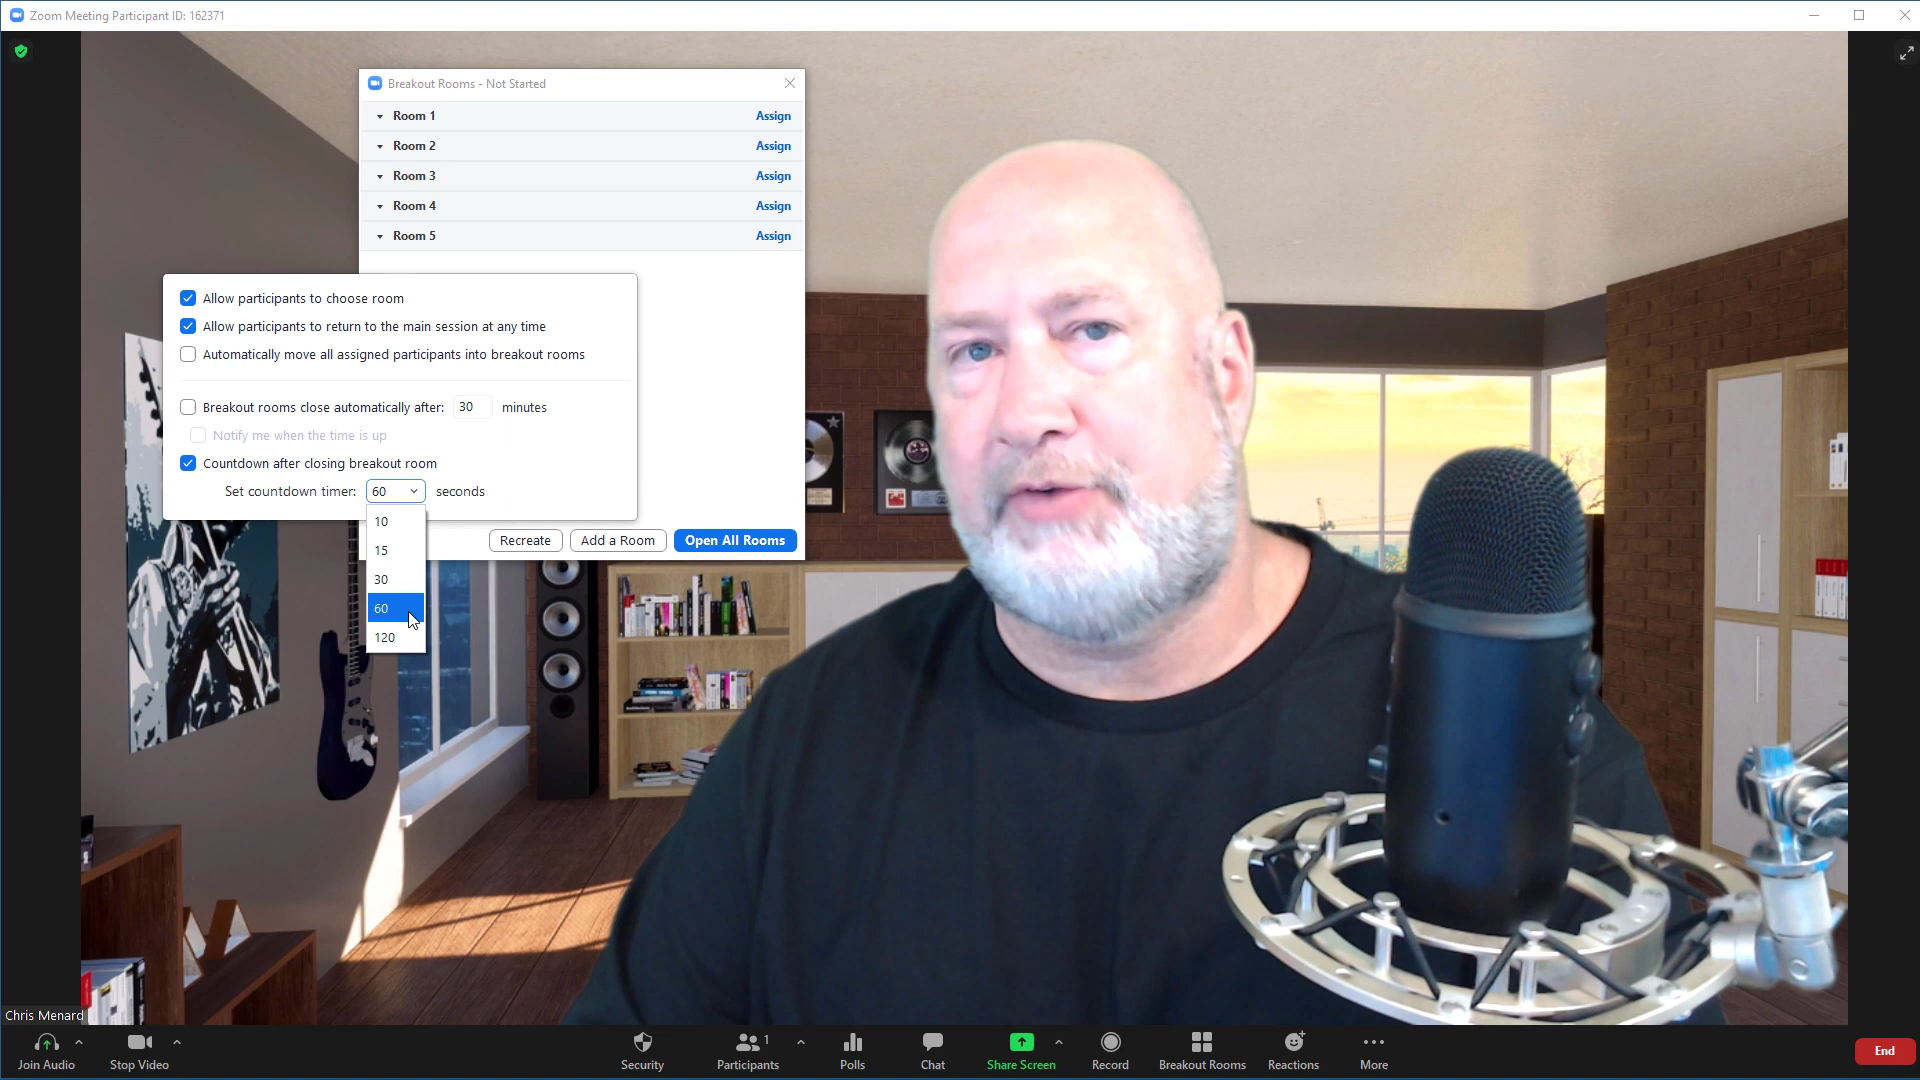 Zoom Meeting Participant ID: 162371
Breakout Rooms - Not Started
Room 1 Assign
Room 2 Assign
Room 3 Assign
Room 4 Assign
Room 5 Assign
Allow participants to choose room
Allow participants to return to the main session at any time
Automatically move all assigned participants into breakout rooms
Breakout rooms close automatically after: 30 minutes
Notify me when the time is up
Countdown after closing breakout room
Set countdown timer: 60 seconds
10
15
30
60
120
Recreate Add a Room Open All Rooms
Chris Menard
Join Audio Stop Video Security Participants 1 Polls Chat Share Screen Record Breakout Rooms Reactions More End